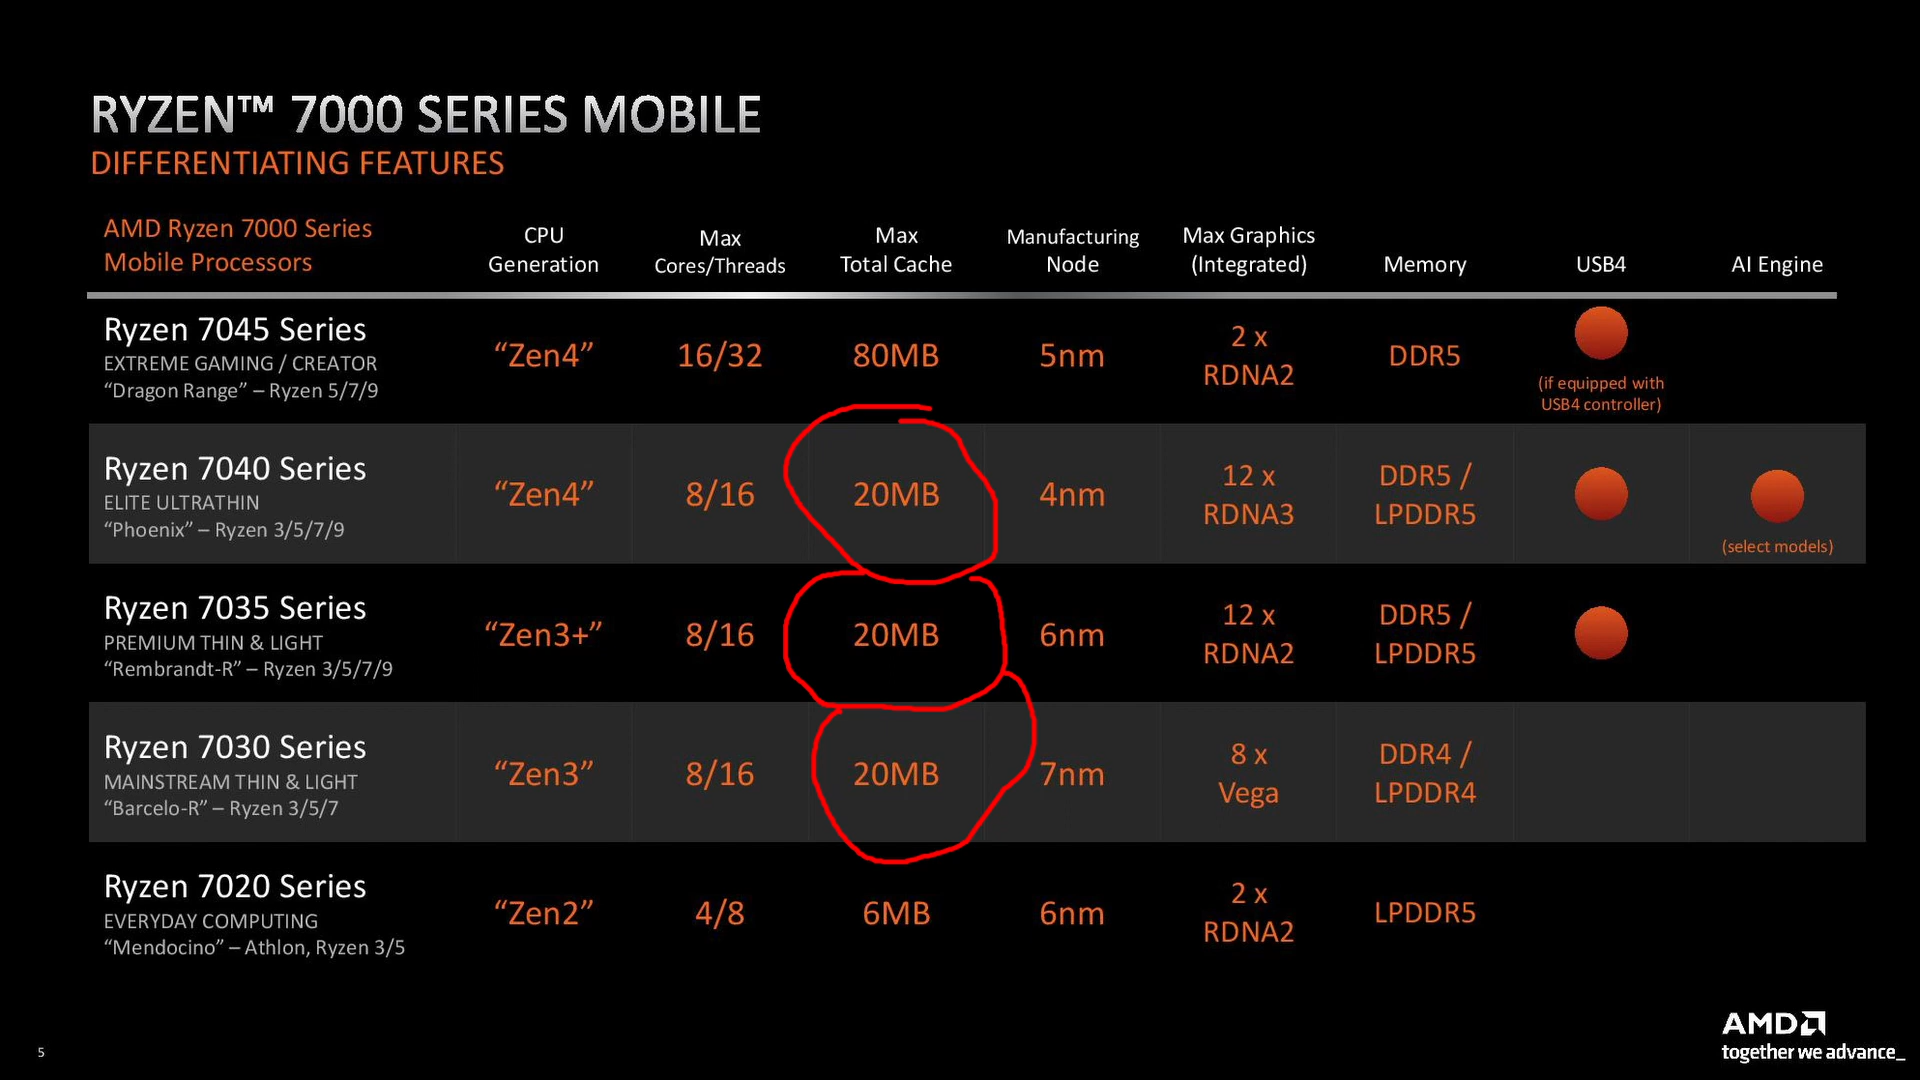 RYZEN™ 7000 SERIES MOBILE
DIFFERENTIATING FEATURES
AMD Ryzen 7000 Series
Mobile Processors
CPU
Generation
Max
Cores/Threads
Max
Total Cache
Manufacturing
Node
Max Graphics
(Integrated)
Memory
USB4
AI Engine
Ryzen 7045 Series
EXTREME GAMING / CREATOR
“Dragon Range” – Ryzen 5/7/9
“Zen4”
16/32
80MB
5nm
2 x
RDNA2
DDR5
(if equipped with
USB4 controller)
Ryzen 7040 Series
ELITE ULTRATHIN
“Phoenix” – Ryzen 3/5/7/9
“Zen4”
8/16
20MB
4nm
12 x
RDNA3
DDR5 /
LPDDR5
(select models)
Ryzen 7035 Series
PREMIUM THIN & LIGHT
“Rembrandt-R” – Ryzen 3/5/7/9
“Zen3+”
8/16
20MB
6nm
12 x
RDNA2
DDR5 /
LPDDR5
Ryzen 7030 Series
MAINSTREAM THIN & LIGHT
“Barcelo-R” – Ryzen 3/5/7
“Zen3”
8/16
20MB
7nm
8 x
Vega
DDR4 /
LPDDR4
Ryzen 7020 Series
EVERYDAY COMPUTING
“Mendocino” – Athlon, Ryzen 3/5
“Zen2”
4/8
6MB
6nm
2 x
RDNA2
LPDDR5
5
AMD
together we advance_